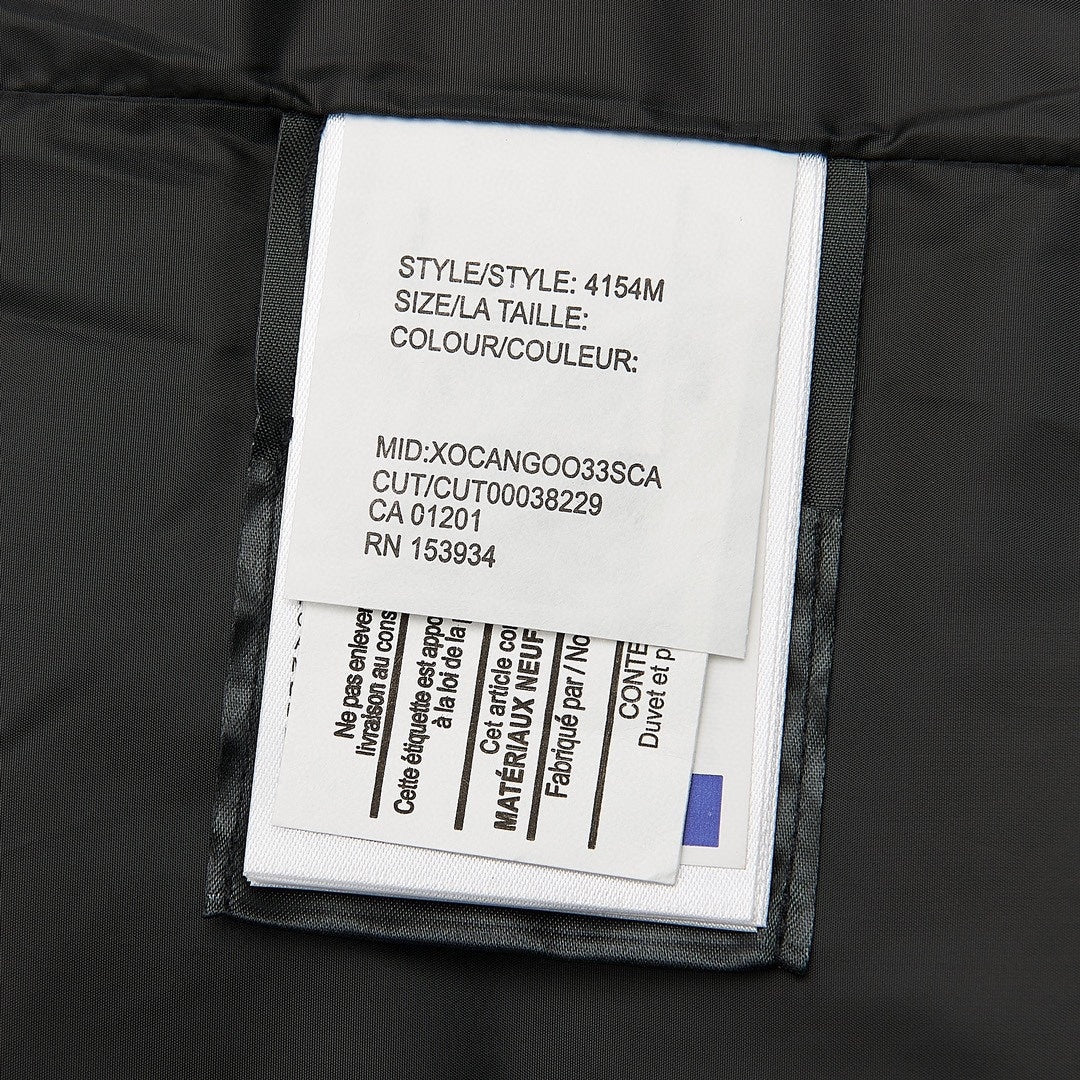 STYLE/STYLE: 4154M
SIZE/LA TAILLE:
COLOUR/COULEUR:
MID:XOCANGOO33SCA
CUT/CUT00038229
CA 01201
RN 153934
Ne pas enlever
livraison au cons
Cette étiquette est appo
à la loi de la
Cet article co
MATÉRIAUX NEUF
Fabriqué par / No
CONTE
Duvet et p